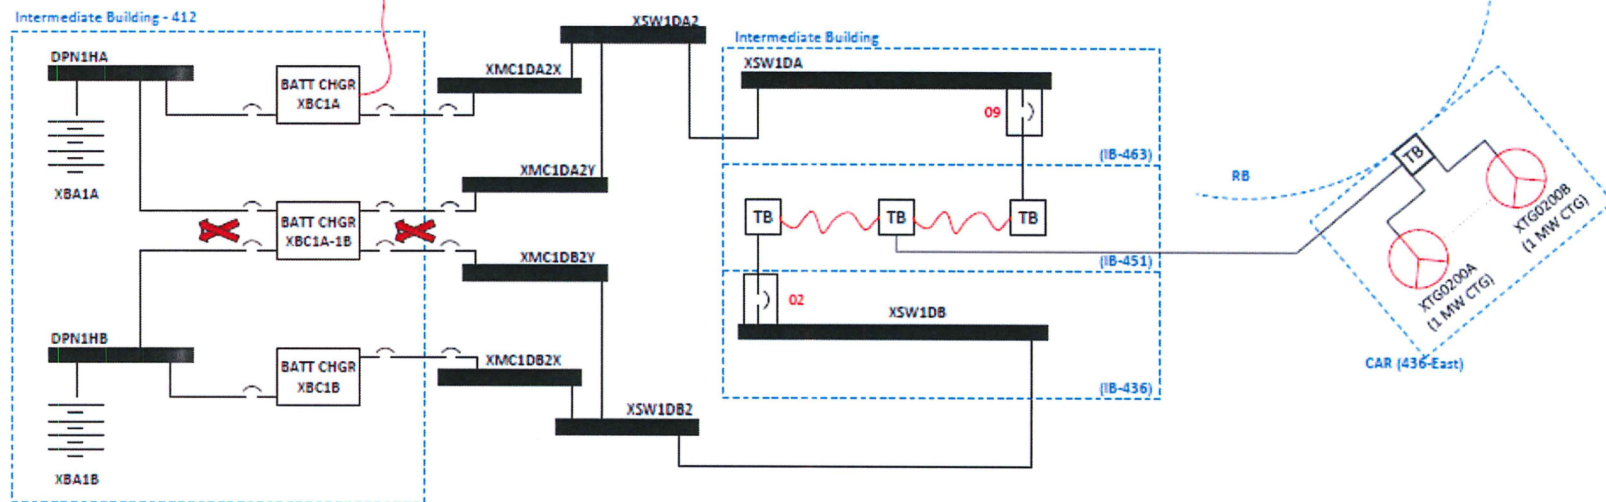 Intermediate Building - 412
DPN1HA
BATT CHGR
XBC1A
XBA1A
BATT CHGR
XBC1A-1B
DPN1HB
BATT CHGR
XBC1B
XBA1B
XSW1DA2
XMC1DA2X
XMC1DA2Y
XMC1DB2Y
XMC1DB2X
XSW1DB2
Intermediate Building
XSW1DA
09
(IB-463)
TB
TB
TB
(IB-451)
02
XSW1DB
(IB-436)
RB
TB
XTG0200B
(1 MW CTG)
XTG0200A
(1 MW CTG)
CAR (436-East)